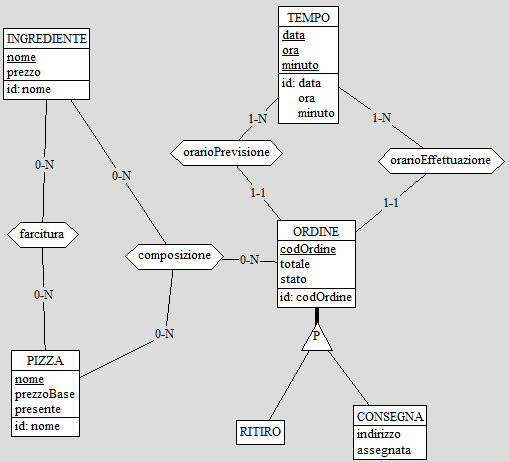 TEMPO
data
ora
minuto
id: data
ora
minuto
INGREDIENTE
nome
prezzo
id: nome
1-N
1-N
orarioPrevisione
orarioEffettuazione
0-N
0-N
1-1
1-1
farcitura
composizione
0-N
ORDINE
codOrdine
totale
stato
id: codOrdine
0-N
0-N
P
PIZZA
nome
prezzoBase
presente
id: nome
RITIRO
CONSEGNA
indirizzo
assegnata